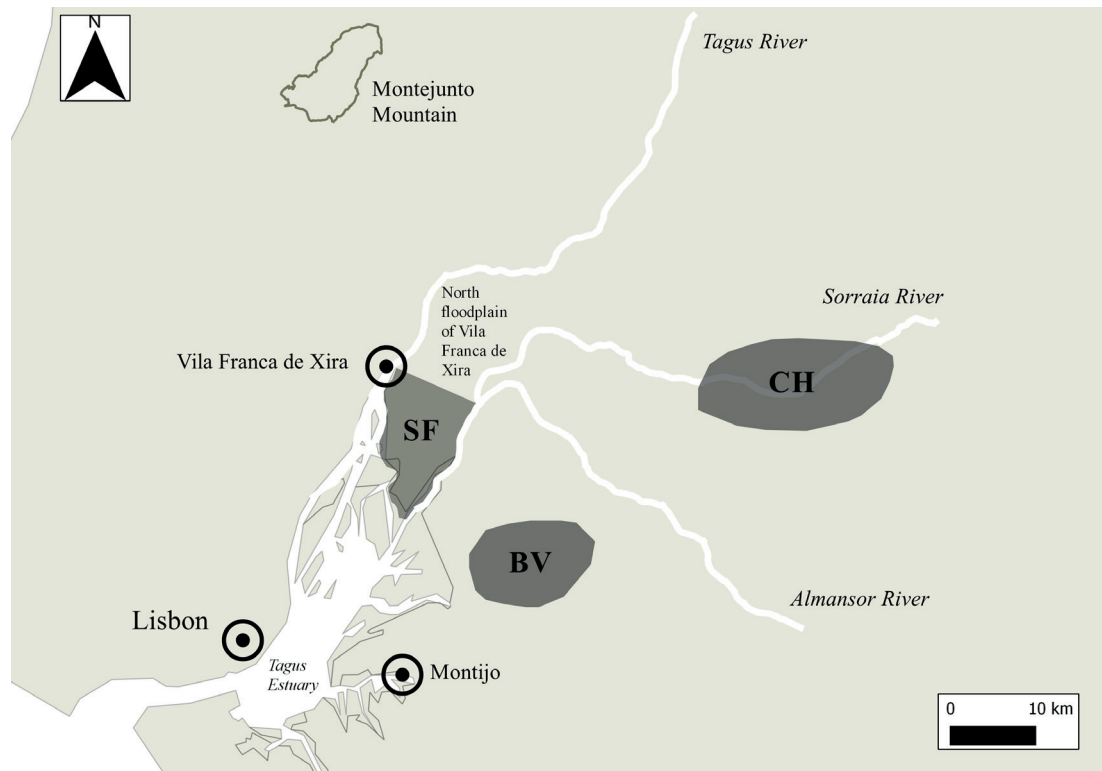 N
Tagus River
Montejunto
Mountain
North
floodplain
of Vila
Franca de
Xira
Sorraia River
Vila Franca de Xira
CH
SF
BV
Almansor River
Lisbon
Tagus
Estuary
Montijo
0 10 km